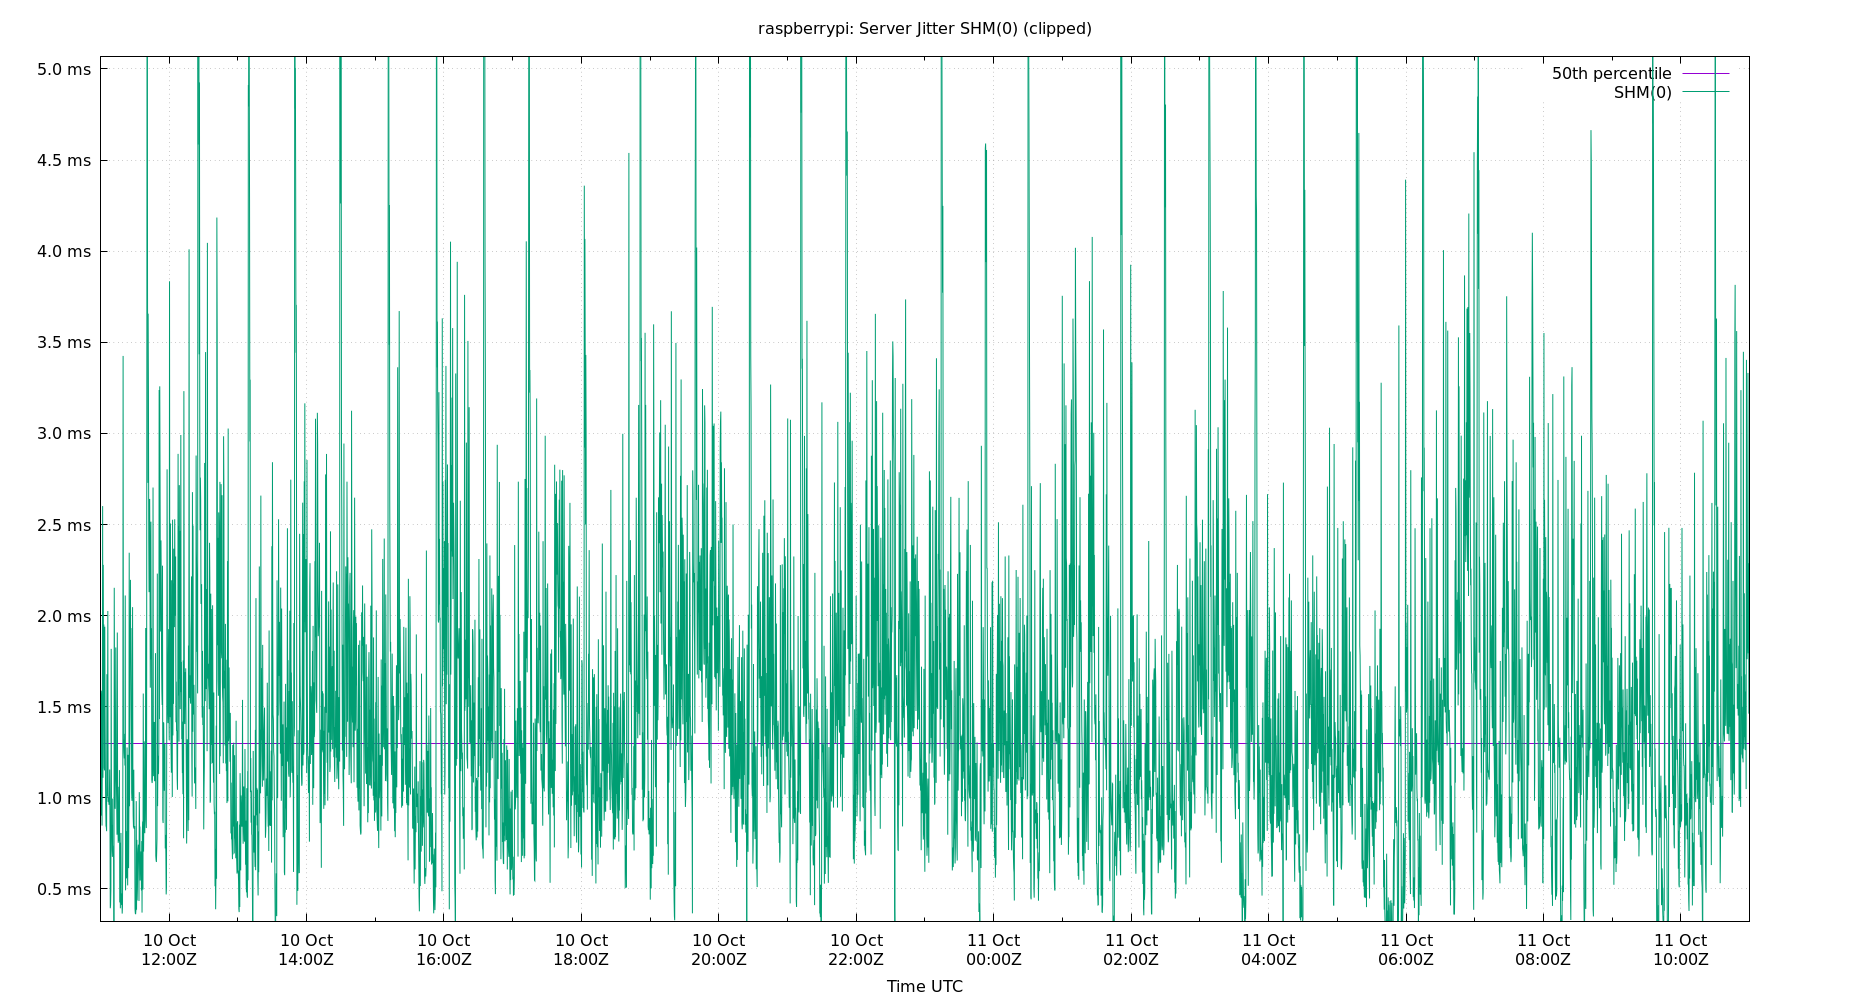 raspberrypi: Server Jitter SHM(0) (clipped)
5.0 ms
4.5 ms
4.0 ms
3.5 ms
3.0 ms
2.5 ms
2.0 ms
1.5 ms
1.0 ms
0.5 ms
50th percentile
SHM(0)
10 Oct 10 Oct 10 Oct 10 Oct 10 Oct 10 Oct 11 Oct 11 Oct 11 Oct 11 Oct 11 Oct 11 Oct
12:00Z 14:00Z 16:00Z 18:00Z 20:00Z 22:00Z 00:00Z 02:00Z 04:00Z 06:00Z 08:00Z 10:00Z
Time UTC